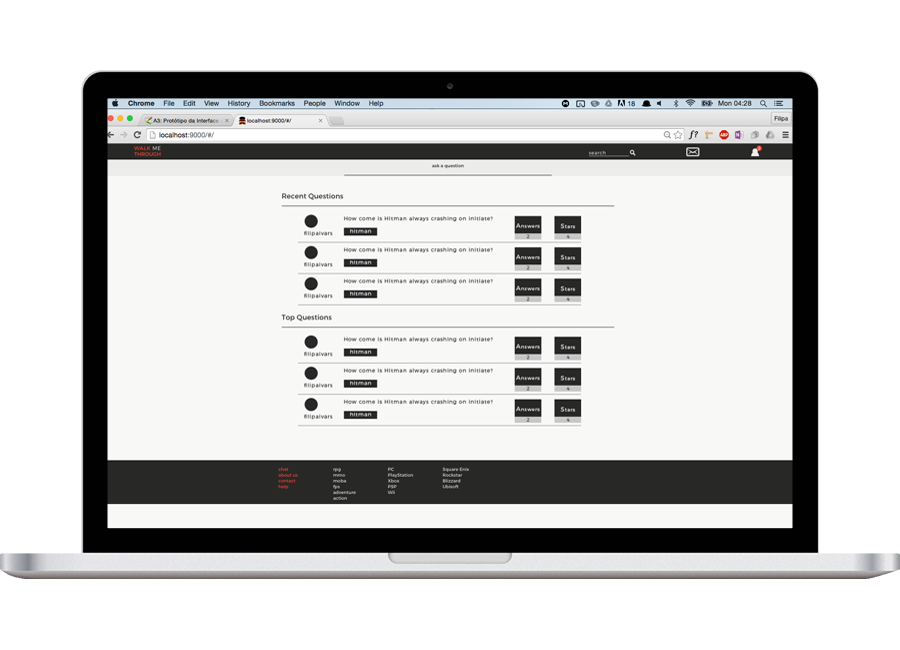 Chrome File Edit View History Bookmarks People Window Help 18 Mon 04:28
A3: Protótipo da Interface localhost:9000/#/ Filipa
localhost:9000/#/ f? ABP
WALK ME
THROUGH
search
ask a question
Recent Questions
How come is Hitman always crashing on initiate?
filipalvars hitman Answers 2 Stars 4
How come is Hitman always crashing on initiate?
filipalvars hitman Answers 2 Stars 4
How come is Hitman always crashing on initiate?
filipalvars hitman Answers 2 Stars 4
Top Questions
How come is Hitman always crashing on initiate?
filipalvars hitman Answers 2 Stars 4
How come is Hitman always crashing on initiate?
filipalvars hitman Answers 2 Stars 4
How come is Hitman always crashing on initiate?
filipalvars hitman Answers 2 Stars 4
chat rpg PC Square Enix
about us mmo PlayStation Rockstar
contact moba Xbox Blizzard
help fps PSP Ubisoft
adventure Wii
action